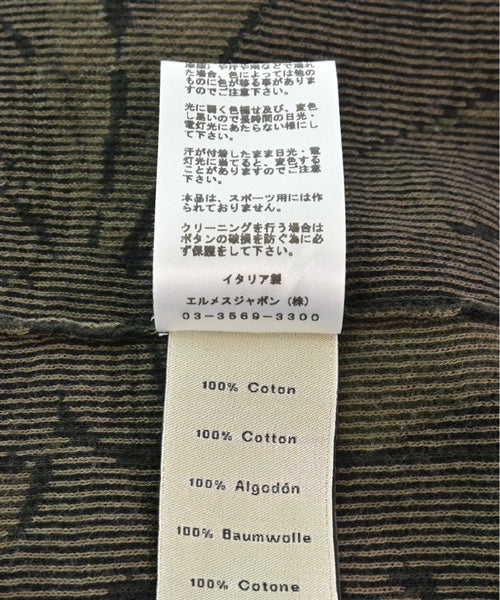 摩擦）や汗や雨などで濡れ
た場合、色によっては他の
ものに色が移る事がありま
すのでご注意下さい。
光に弱く色褪せ及び、変色
し易いので長時間の日光・
電灯光にあたらない様にし
て下さい。
汗が付着したまま日光・電
灯光に当てると、変色する
ことがありますのでご注意
下さい。
本品は、スポーツ用には作
られておりません。
クリーニングを行う場合は
ボタンの破損を防ぐ為に必
ず保護をして下さい。
イタリア製
エルメスジャポン（株）
03-3569-3300
100% Coton
100% Cotton
100% Algodón
100% Baumwolle
100% Cotone